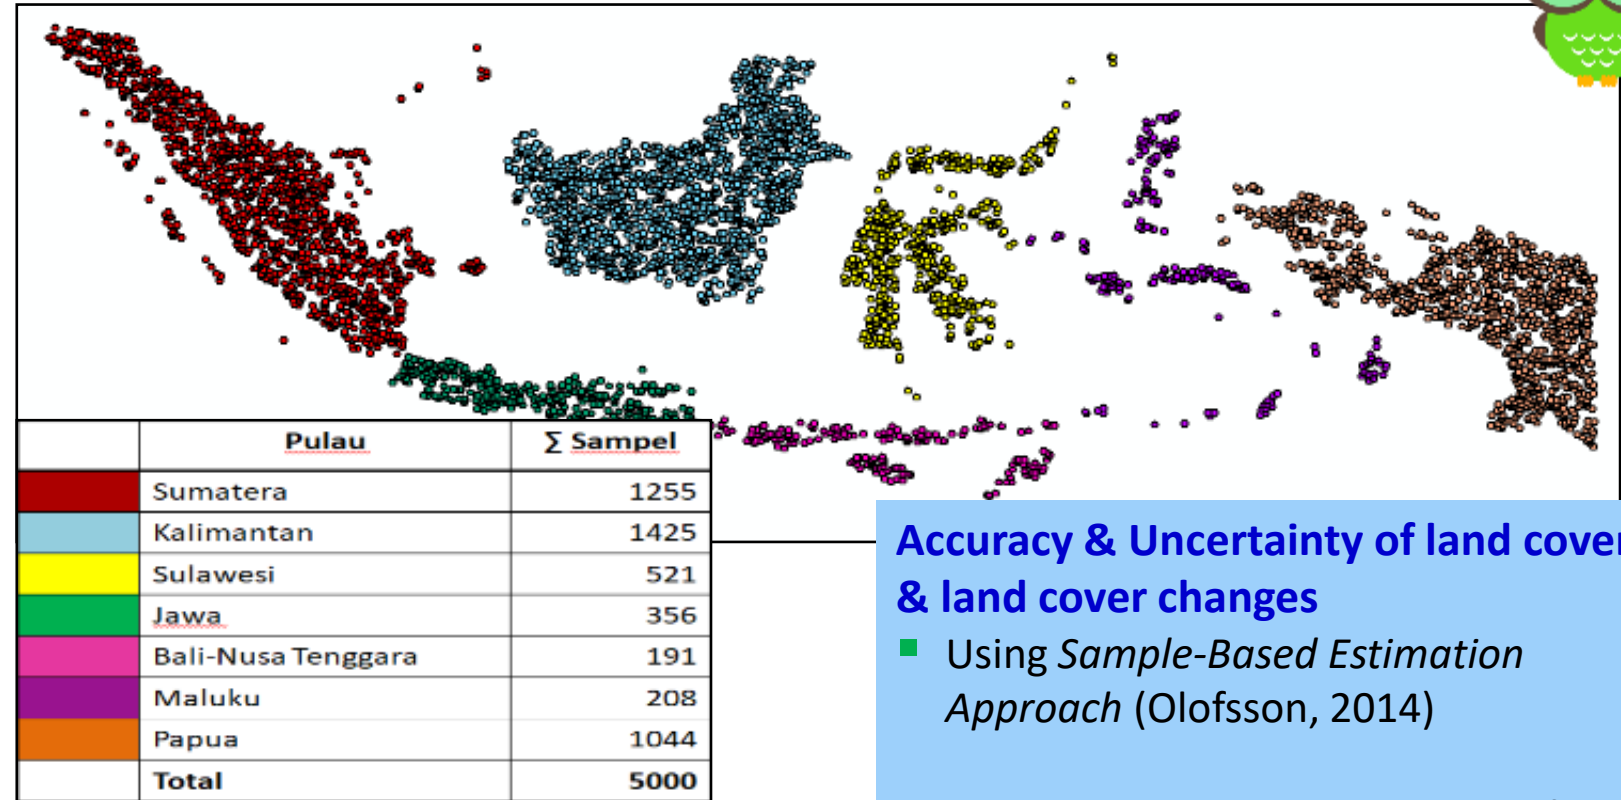 Pulau ∑ Sampel
Sumatera 1255
Kalimantan 1425
Sulawesi 521
Jawa 356
Bali-Nusa Tenggara 191
Maluku 208
Papua 1044
Total 5000
Accuracy & Uncertainty of land cover
& land cover changes
▪ Using Sample-Based Estimation
Approach (Olofsson, 2014)